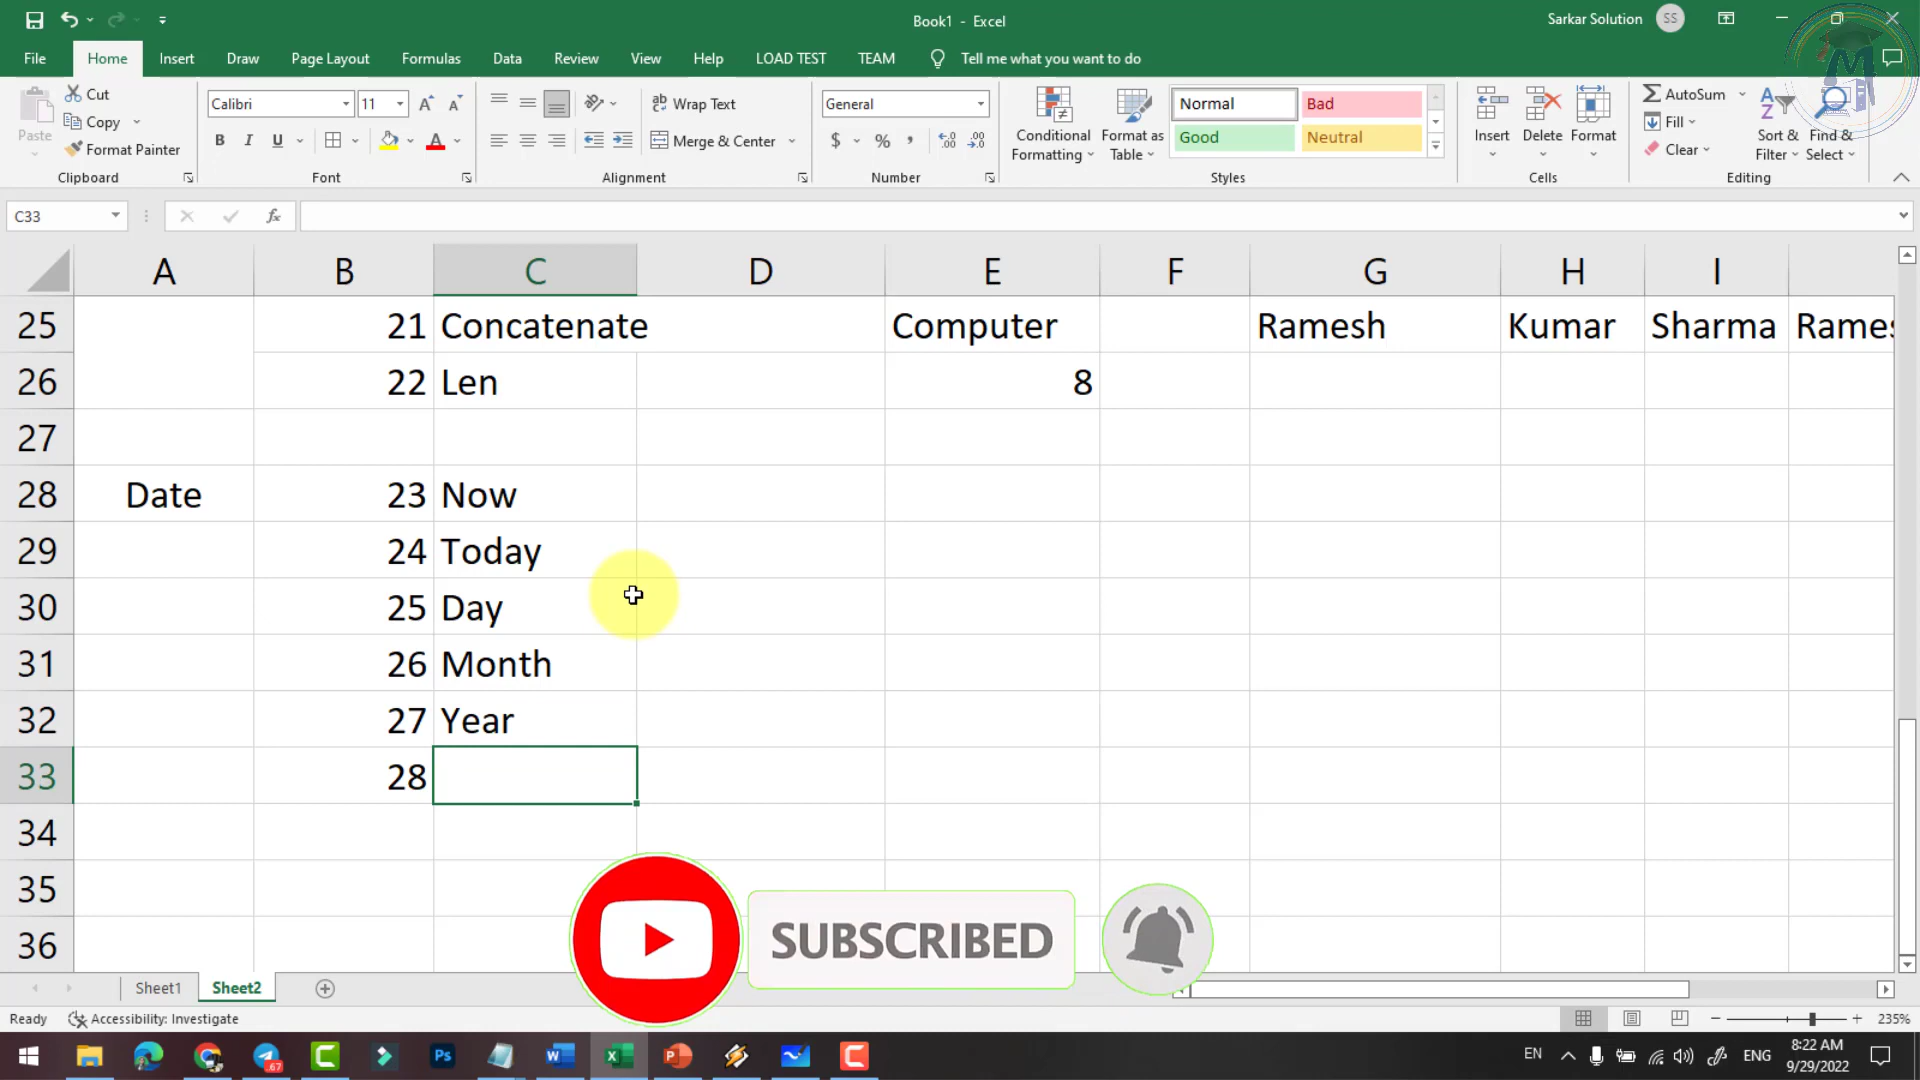 Book1 - Excel
Sarkar Solution SS
File Home Insert Draw Page Layout Formulas Data Review View Help LOAD TEST TEAM Tell me what you want to do
Paste Cut Copy Format Painter
Clipboard
Calibri 11
B I U
Font
Wrap Text
Merge & Center
Alignment
General
$ % ,
Number
Conditional Formatting
Format as Table
Normal Bad
Good Neutral
Styles
Insert Delete Format
Cells
AutoSum
Fill
Clear
Sort & Filter
Find & Select
Editing
C33 fx
A B C D E F G H I
25 21 Concatenate Computer Ramesh Kumar Sharma Rames
26 22 Len 8
27
28 Date 23 Now
29 24 Today
30 25 Day
31 26 Month
32 27 Year
33 28
34
35
36
SUBSCRIBED
Sheet1 Sheet2
Ready Accessibility: Investigate 235%
EN ENG 8:22 AM
9/29/2022